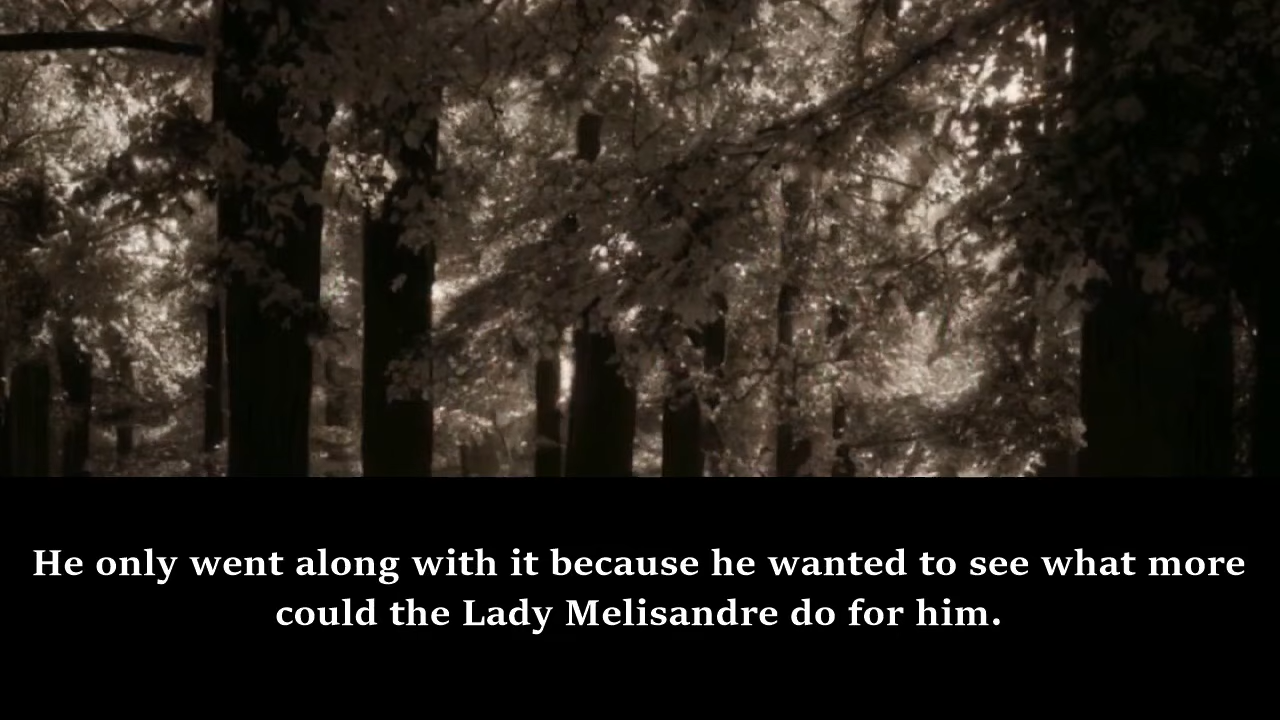 He only went along with it because he wanted to see what more
could the Lady Melisandre do for him.